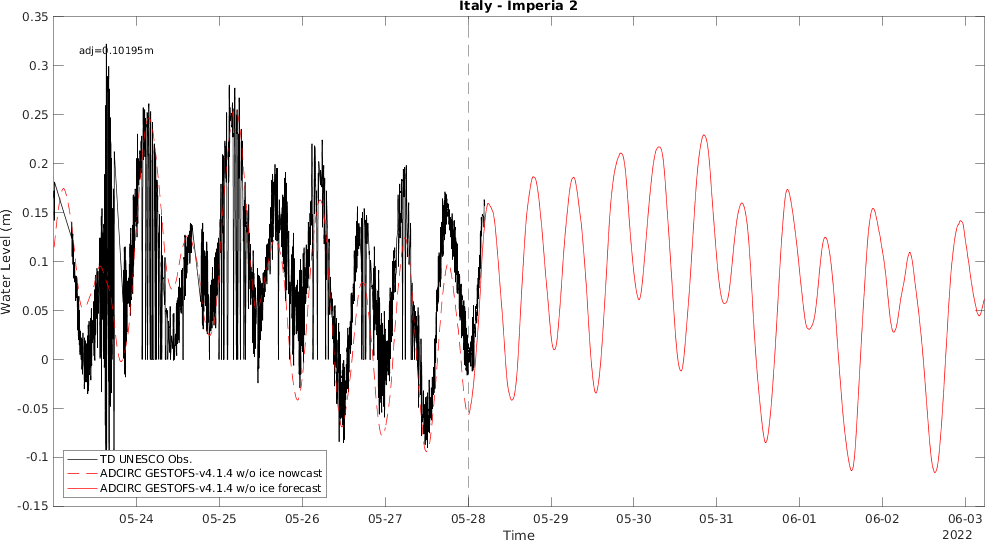 Italy - Imperia 2
0.35
0.3
0.25
0.2
0.15
0.1
0.05
0
-0.05
-0.1
-0.15
Water Level (m)
adj=0.10195m
TD UNESCO Obs.
ADCIRC GESTOFS-v4.1.4 w/o ice nowcast
ADCIRC GESTOFS-v4.1.4 w/o ice forecast
05-24 05-25 05-26 05-27 05-28 05-29 05-30 05-31 06-01 06-02 06-03
2022
Time